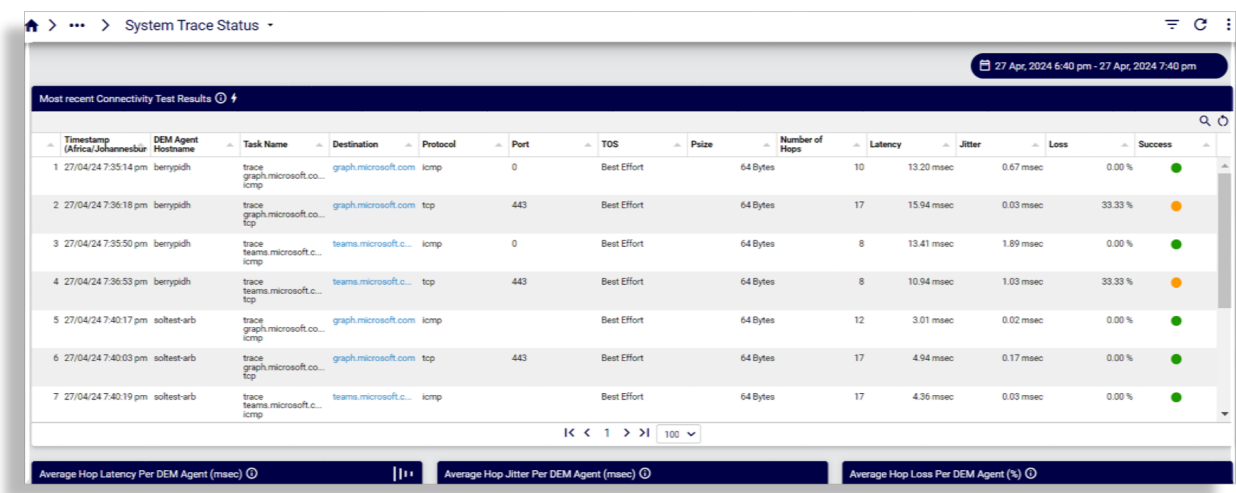 System Trace Status
27 Apr, 2024 6:40 pm - 27 Apr, 2024 7:40 pm
Most recent Connectivity Test Results
Timestamp (Africa/Johannesbur DEM Agent Hostname Task Name Destination Protocol Port TOS Psize Number of Hops Latency Jitter Loss Success
1 27/04/24 7:35:14 pm berrypidh trace graph.microsoft.co... icmp graph.microsoft.com icmp 0 Best Effort 64 Bytes 10 13.20 msec 0.67 msec 0.00 %
2 27/04/24 7:36:18 pm berrypidh trace graph.microsoft.co... tcp graph.microsoft.com tcp 443 Best Effort 64 Bytes 17 15.94 msec 0.03 msec 33.33 %
3 27/04/24 7:35:50 pm berrypidh trace teams.microsoft.c... icmp teams.microsoft.c... icmp 0 Best Effort 64 Bytes 8 13.41 msec 1.89 msec 0.00 %
4 27/04/24 7:36:53 pm berrypidh trace teams.microsoft.c... tcp teams.microsoft.c... tcp 443 Best Effort 64 Bytes 8 10.94 msec 1.03 msec 33.33 %
5 27/04/24 7:40:17 pm soltest-arb trace graph.microsoft.co... icmp graph.microsoft.com icmp Best Effort 64 Bytes 12 3.01 msec 0.02 msec 0.00 %
6 27/04/24 7:40:03 pm soltest-arb trace graph.microsoft.co... tcp graph.microsoft.com tcp 443 Best Effort 64 Bytes 17 4.94 msec 0.17 msec 0.00 %
7 27/04/24 7:40:19 pm soltest-arb trace teams.microsoft.c... icmp teams.microsoft.c... icmp Best Effort 64 Bytes 17 4.36 msec 0.03 msec 0.00 %
1 100
Average Hop Latency Per DEM Agent (msec) Average Hop Jitter Per DEM Agent (msec) Average Hop Loss Per DEM Agent (%)